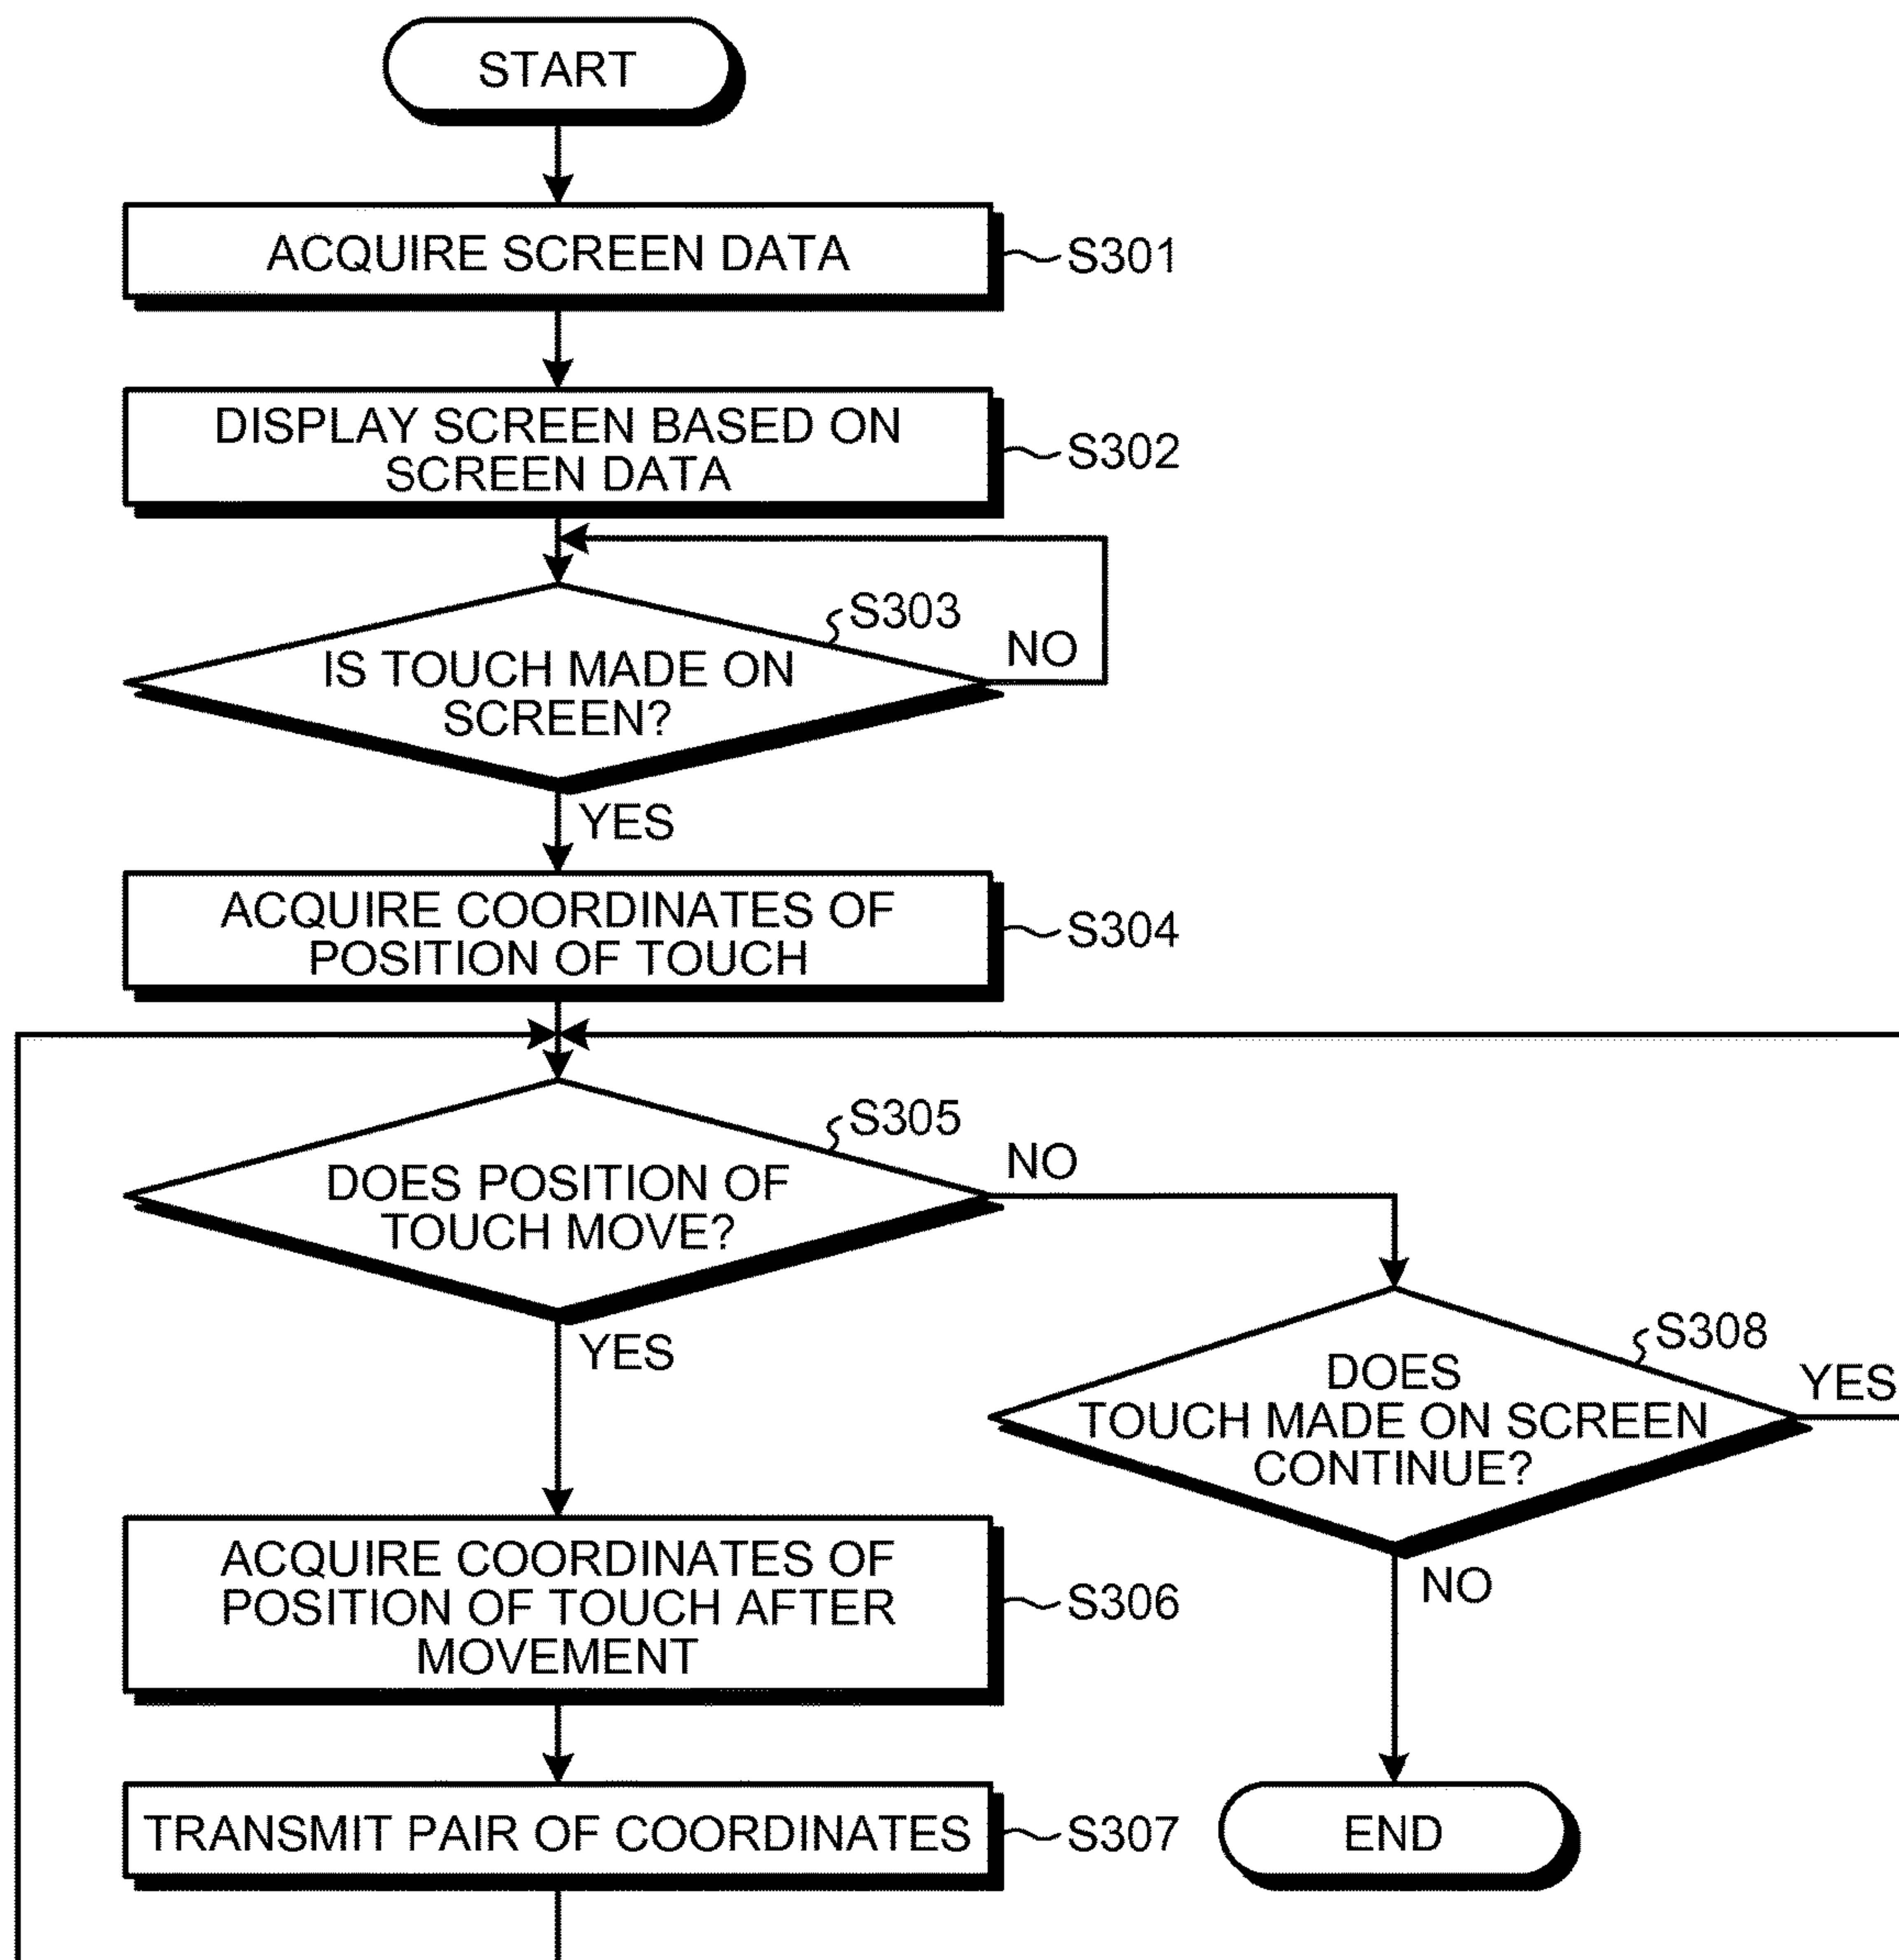 START
ACQUIRE SCREEN DATA
S301
DISPLAY SCREEN BASED ON
SCREEN DATA
S302
S303
NO
IS TOUCH MADE ON
SCREEN?
YES
ACQUIRE COORDINATES OF
POSITION OF TOUCH
S304
S305
NO
DOES POSITION OF
TOUCH MOVE?
YES
S308
YES
DOES
TOUCH MADE ON SCREEN
CONTINUE?
NO
ACQUIRE COORDINATES OF
POSITION OF TOUCH AFTER
MOVEMENT
S306
TRANSMIT PAIR OF COORDINATES
S307
END